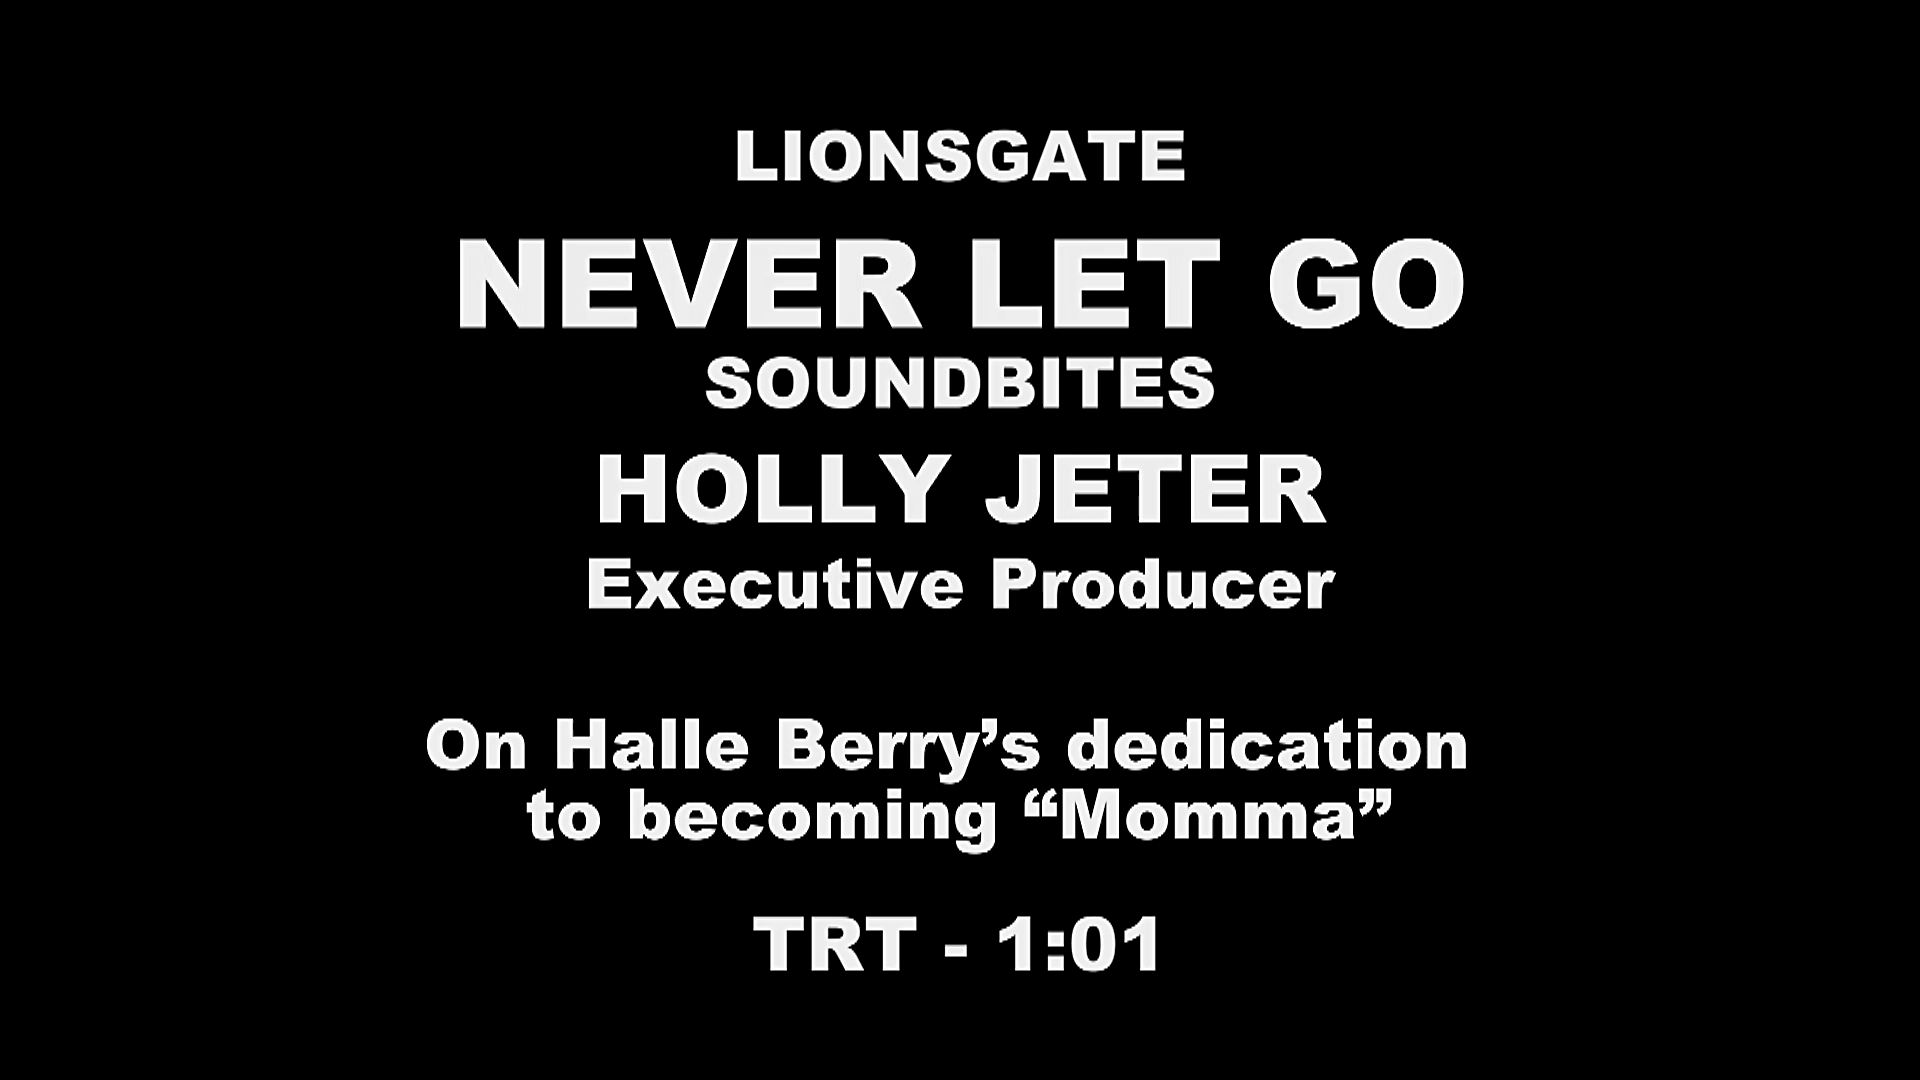 LIONSGATE
NEVER LET GO
SOUNDBITES
HOLLY JETER
Executive Producer
On Halle Berry’s dedication
to becoming “Momma”
TRT - 1:01